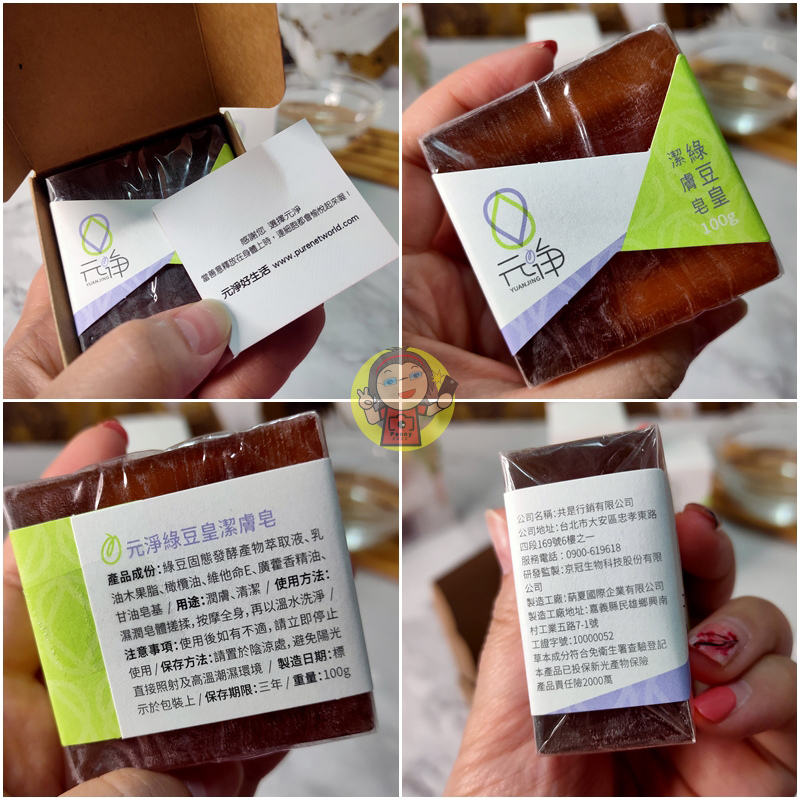 感謝您 選擇元淨
當善意釋放在身體上時，連細胞都會愉悅起來喔！
元淨好生活 www.purenetworld.com
元淨
YUANJING
綠豆皇
潔膚皂
100g
元淨
YUANJING
Penny
元淨綠豆皇潔膚皂
產品成份：綠豆固態發酵產物萃取液、乳
油木果脂、橄欖油、維他命E、廣藿香精油、
甘油皂基 / 用途：潤膚、清潔 / 使用方法：
濕潤皂體搓揉，按摩全身，再以溫水洗淨 /
注意事項：使用後如有不適，請立即停止
使用 / 保存方法：請置於陰涼處，避免陽光
直接照射及高溫潮濕環境 / 製造日期：標
示於包裝上 / 保存期限：三年 / 重量：100g
公司名稱：共是行銷有限公司
公司地址：台北市大安區忠孝東路
四段169號6樓之一
服務電話：0900-619618
研發監製：京冠生物科技股份有限
公司
製造工廠：葫夏國際企業有限公司
製造工廠地址：嘉義縣民雄鄉興南
村工業五路7-1號
工證字號：10000052
草本成分符合免衛生署查驗登記
本產品已投保新光產物保險
產品責任險2000萬